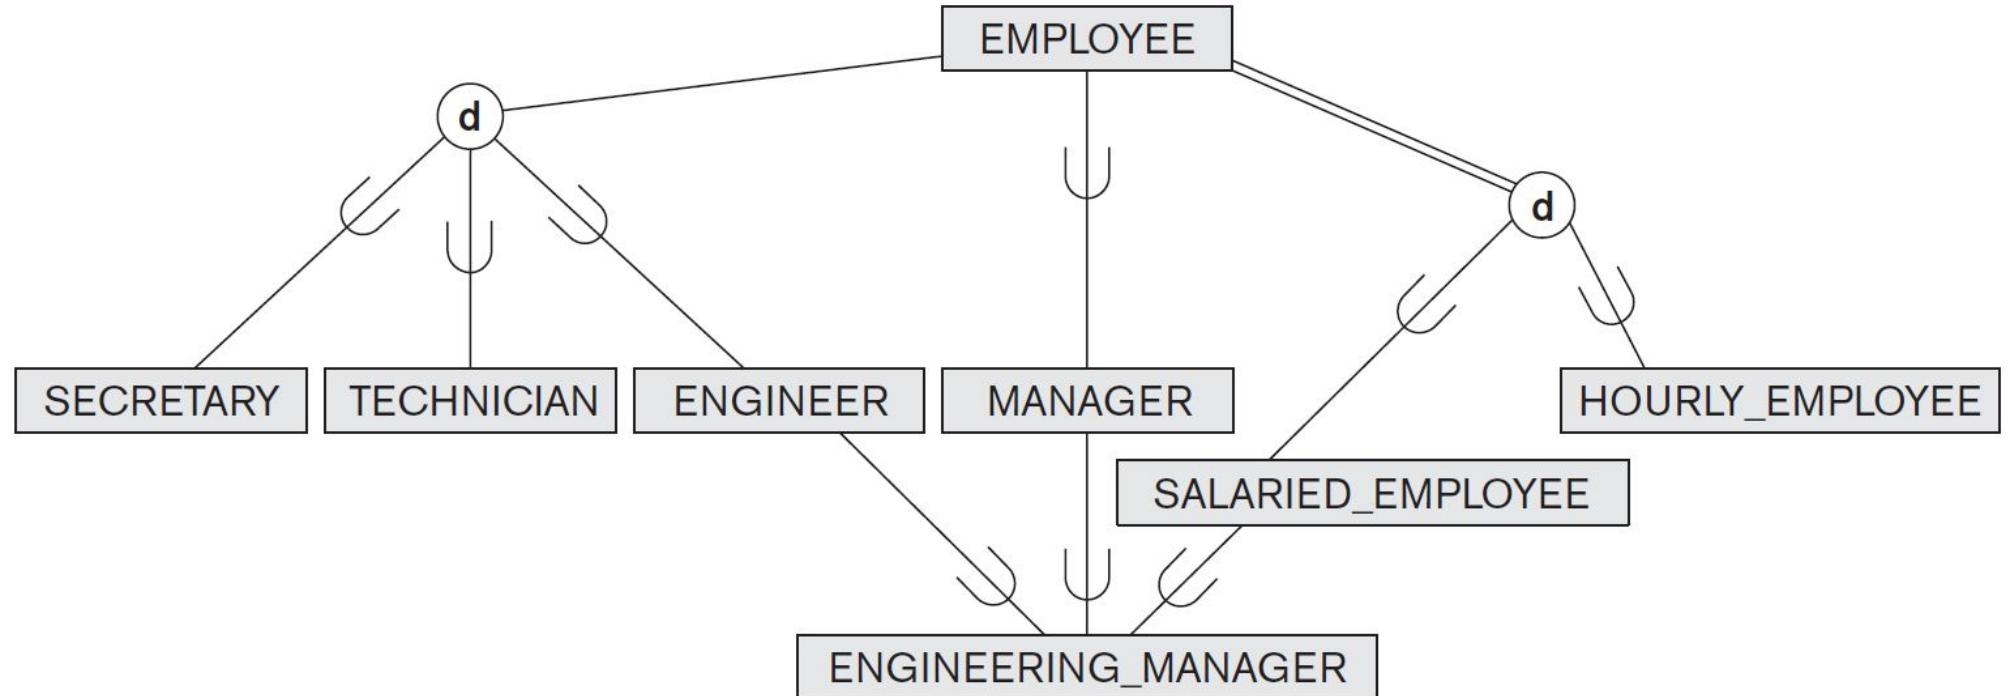 EMPLOYEE
d
d
SECRETARY
TECHNICIAN
ENGINEER
MANAGER
HOURLY_EMPLOYEE
SALARIED_EMPLOYEE
ENGINEERING_MANAGER